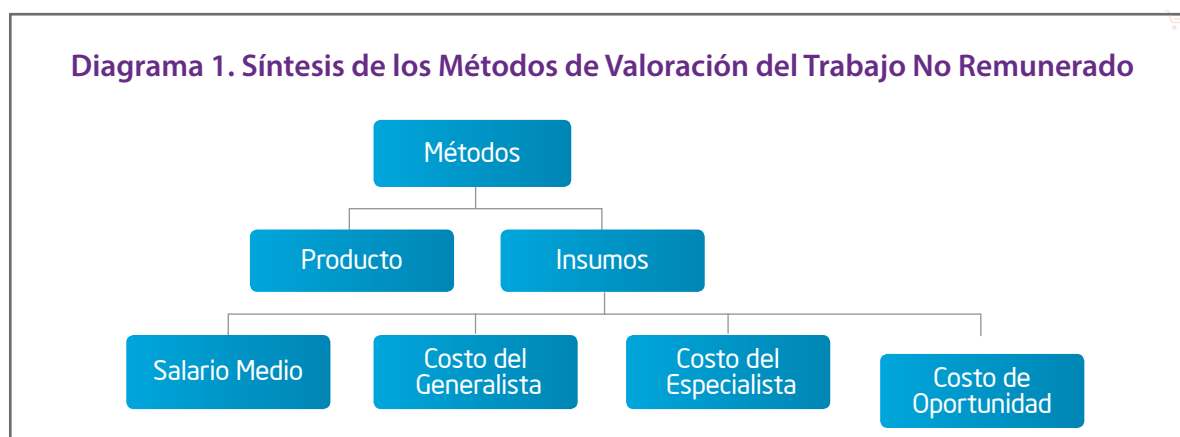 Diagrama 1. Síntesis de los Métodos de Valoración del Trabajo No Remunerado
Métodos
Producto
Insumos
Salario Medio
Costo del
Generalista
Costo del
Especialista
Costo de
Oportunidad